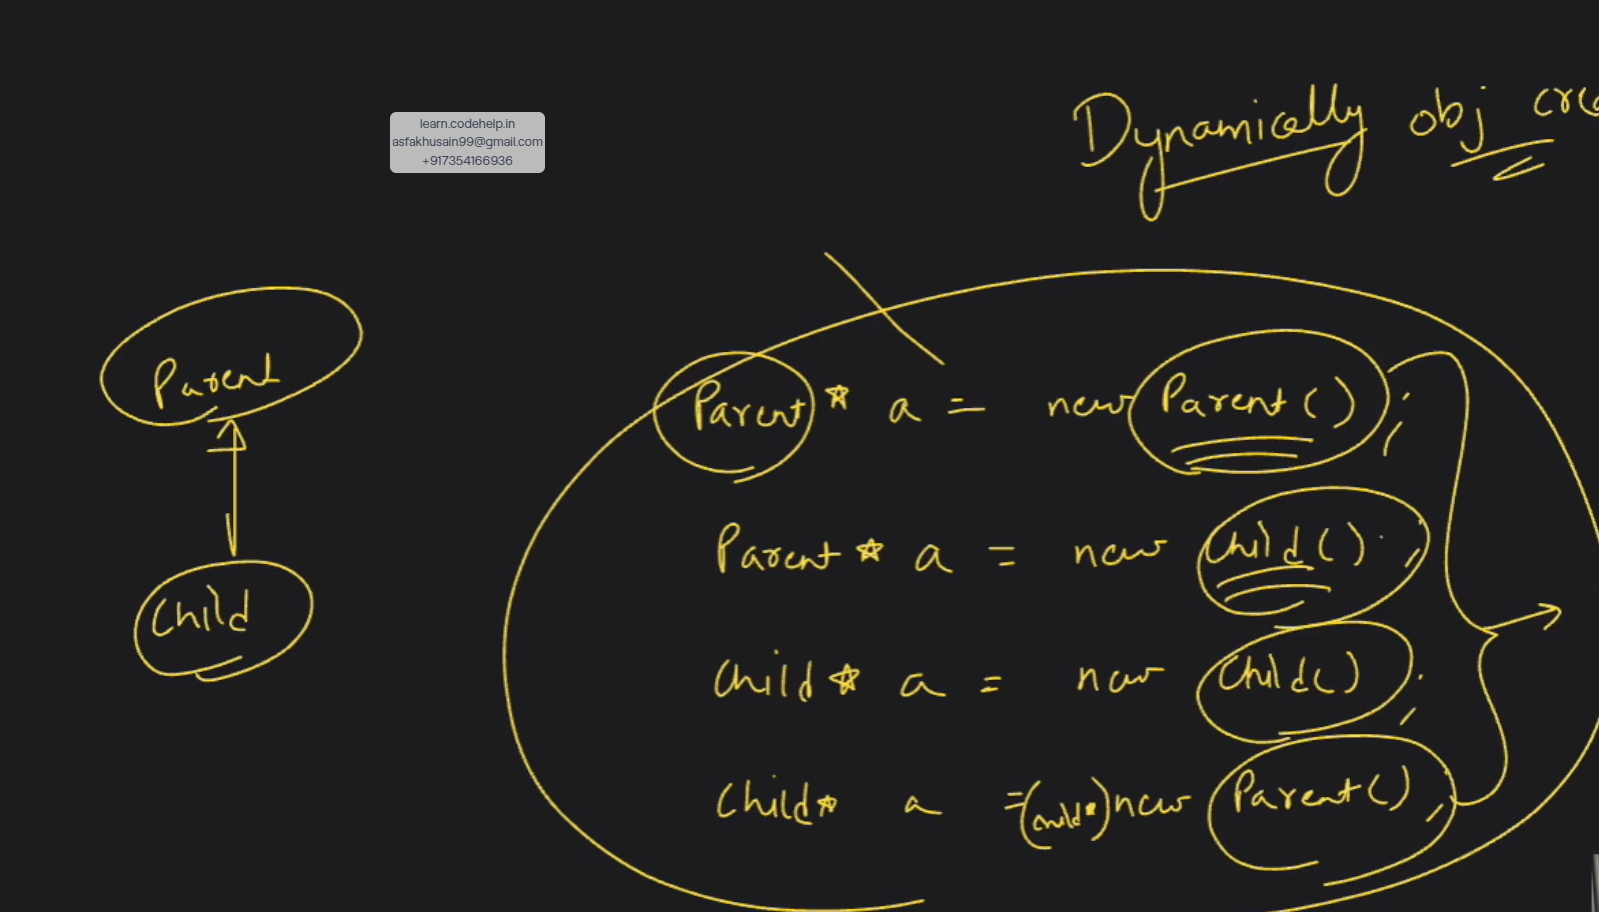 learn.codehelp.in
asfakhusain99@gmail.com
+917354166936
Dynamically obj cre
Parent
Child
Parent* a = new Parent();
Parent* a = new Child();
Child* a = new Child();
Child* a =(child*)new Parent();